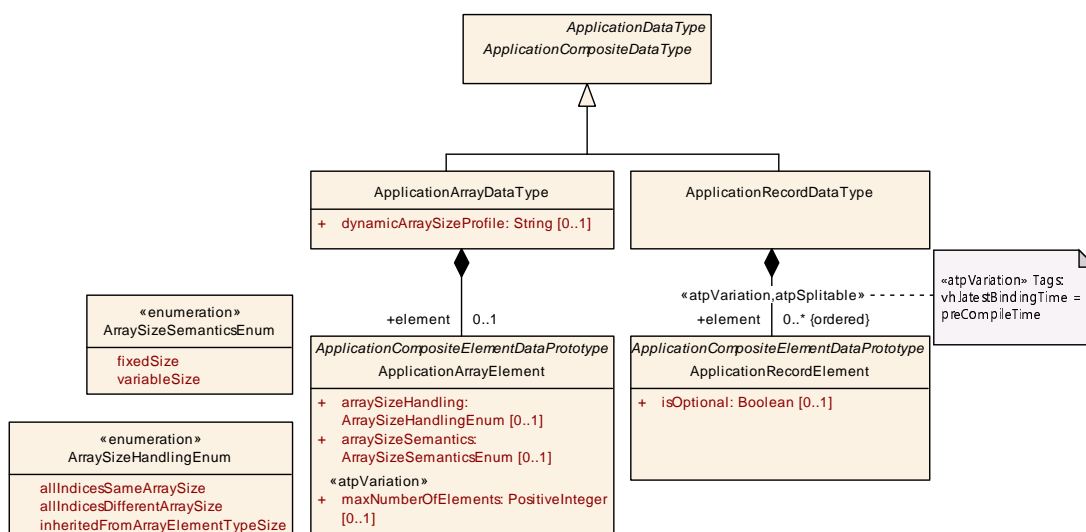 ApplicationDataType
ApplicationCompositeDataType
ApplicationArrayDataType
+ dynamicArraySizeProfile: String [0..1]
ApplicationRecordDataType
«atpVariation» Tags:
vh.latestBindingTime =
preCompileTime
«atpVariation,atpSplitable»
+element 0..1
+element 0..* {ordered}
«enumeration»
ArraySizeSemanticsEnum
fixedSize
variableSize
ApplicationCompositeElementDataPrototype
ApplicationArrayElement
+ arraySizeHandling:
ArraySizeHandlingEnum [0..1]
+ arraySizeSemantics:
ArraySizeSemanticsEnum [0..1]
«atpVariation»
+ maxNumberOfElements: PositiveInteger
[0..1]
ApplicationCompositeElementDataPrototype
ApplicationRecordElement
+ isOptional: Boolean [0..1]
«enumeration»
ArraySizeHandlingEnum
allIndicesSameArraySize
allIndicesDifferentArraySize
inheritedFromArrayElementTypeSize